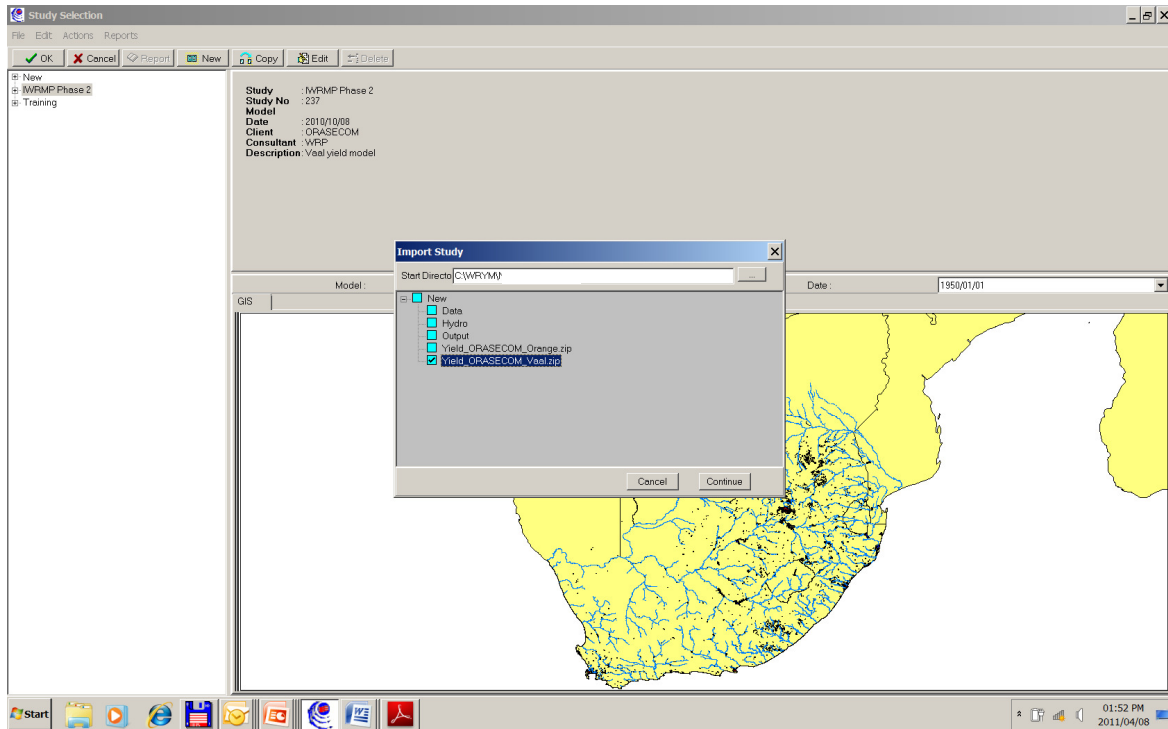 Study Selection
File Edit Actions Reports
OK Cancel Report New Copy Edit Delete
New
IWRMP Phase 2
Training
Study : IWRMP Phase 2
Study No : 237
Model
Date : 2010/10/08
Client : ORASECOM
Consultant : WRP
Description : Vaal yield model
Import Study
Start Directo C:\WRYM\
New
Data
Hydro
Output
Yield_ORASECOM_Orange.zip
Yield_ORASECOM_Vaal.zip
Cancel Continue
Model : Date : 1950/01/01
GIS
Start
01:52 PM
2011/04/08